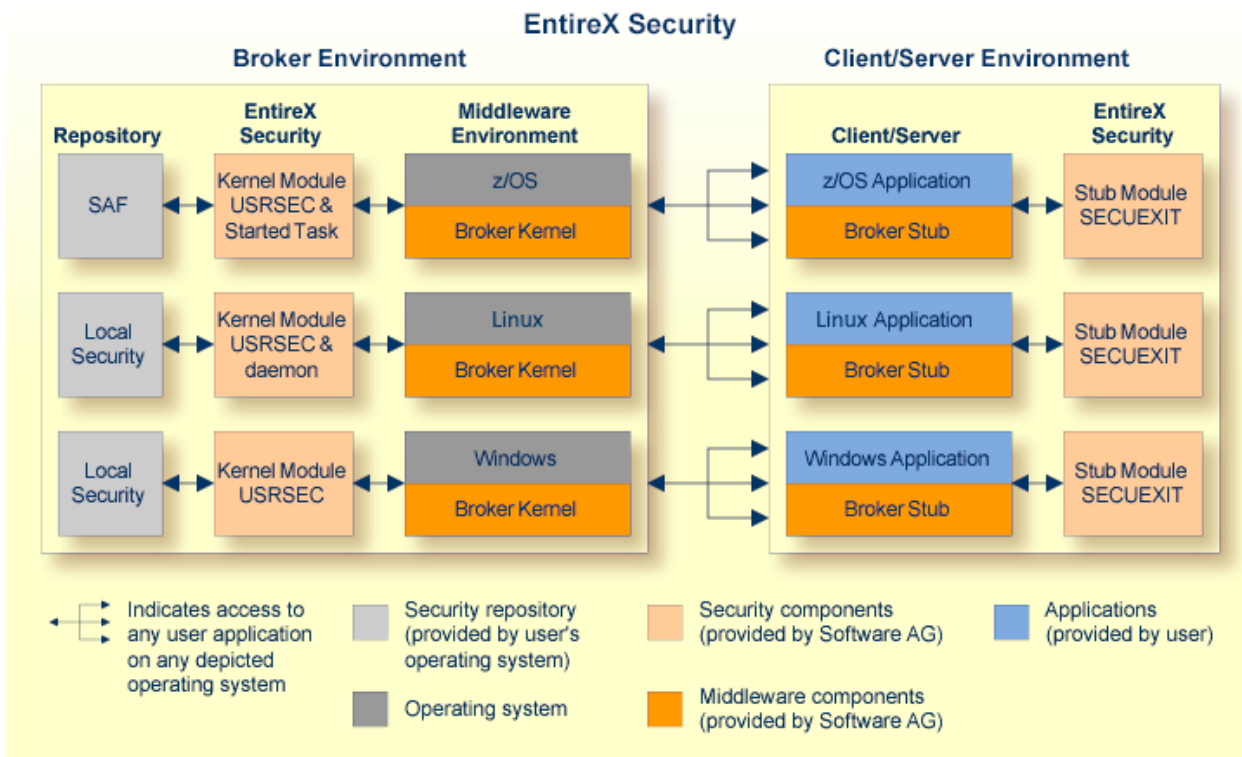 EntireX Security
Broker Environment
Client/Server Environment
Repository
EntireX
Security
Middleware
Environment
Client/Server
EntireX
Security
SAF
Kernel Module
USRSEC &
Started Task
z/OS
Broker Kernel
z/OS Application
Broker Stub
Stub Module
SECUEXIT
Local
Security
Kernel Module
USRSEC &
daemon
Linux
Broker Kernel
Linux Application
Broker Stub
Stub Module
SECUEXIT
Local
Security
Kernel Module
USRSEC
Windows
Broker Kernel
Windows Application
Broker Stub
Stub Module
SECUEXIT
Indicates access to
any user application
on any depicted
operating system
Security repository
(provided by user's
operating system)
Security components
(provided by Software AG)
Applications
(provided by user)
Operating system
Middleware components
(provided by Software AG)